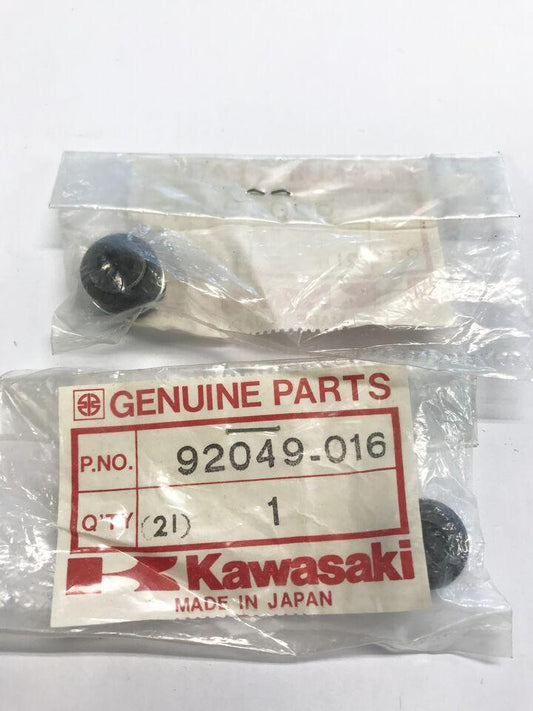 GENUINE PARTS
P.NO. 92049-016
Q'TY (21) 1
Kawasaki
MADE IN JAPAN